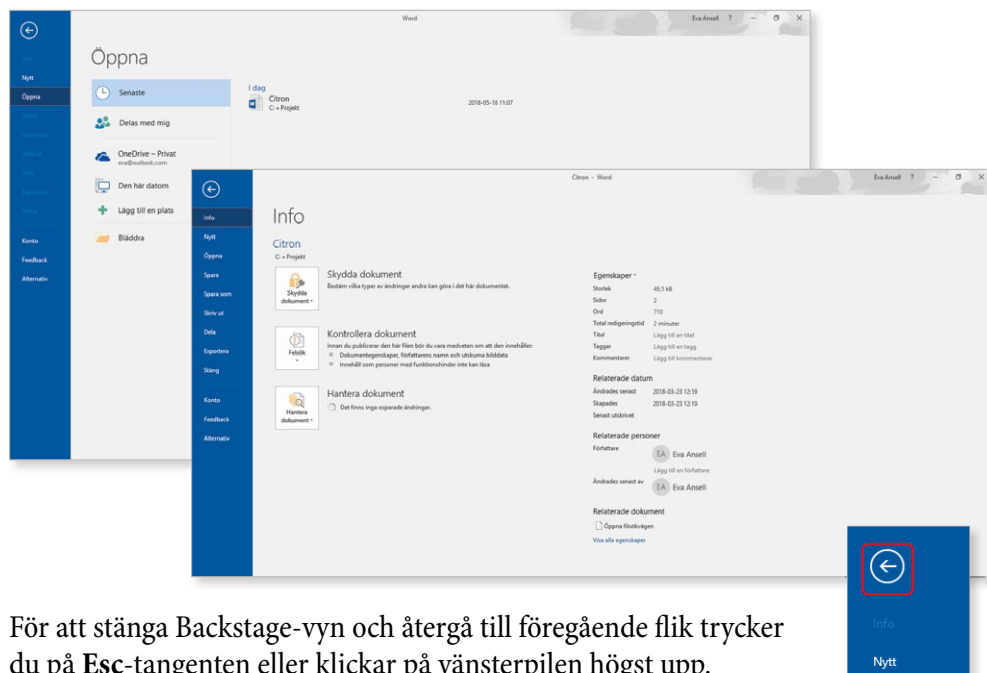 Word
Eva Ansell ?
Öppna
Nytt
Öppna
Konto
Feedback
Alternativ
Senaste
Delas med mig
OneDrive – Privat
eva@outlook.com
Den här datorn
Lägg till en plats
Bläddra
I dag
Citron
C: » Projekt
2018-05-18 11:07
Citron - Word
Eva Ansell ?
Info
Nytt
Öppna
Spara
Spara som
Skriv ut
Dela
Exportera
Stäng
Konto
Feedback
Alternativ
Info
Citron
C: » Projekt
Skydda dokument
Skydda dokument
Bestäm vilka typer av ändringar andra kan göra i det här dokumentet.
Felsök
Kontrollera dokument
Innan du publicerar den här filen bör du vara medveten om att den innehåller:
Dokumentegenskaper, författarens namn och utskurna bilddata
Innehåll som personer med funktionshinder inte kan läsa
Hantera dokument
Hantera dokument
Det finns inga osparade ändringar.
Egenskaper
Storlek 49,5 kB
Sidor 2
Ord 710
Total redigeringstid 2 minuter
Titel Lägg till en titel
Taggar Lägg till en tagg
Kommentarer Lägg till kommentarer
Relaterade datum
Ändrades senast 2018-03-23 12:19
Skapades 2018-03-23 12:19
Senast utskrivet
Relaterade personer
Författare EA Eva Ansell
Lägg till en författare
Ändrades senast av EA Eva Ansell
Relaterade dokument
Öppna filsökvägen
Visa alla egenskaper
Info
Nytt
För att stänga Backstage-vyn och återgå till föregående flik trycker
du på Esc-tangenten eller klickar på vänsterpilen högst upp.